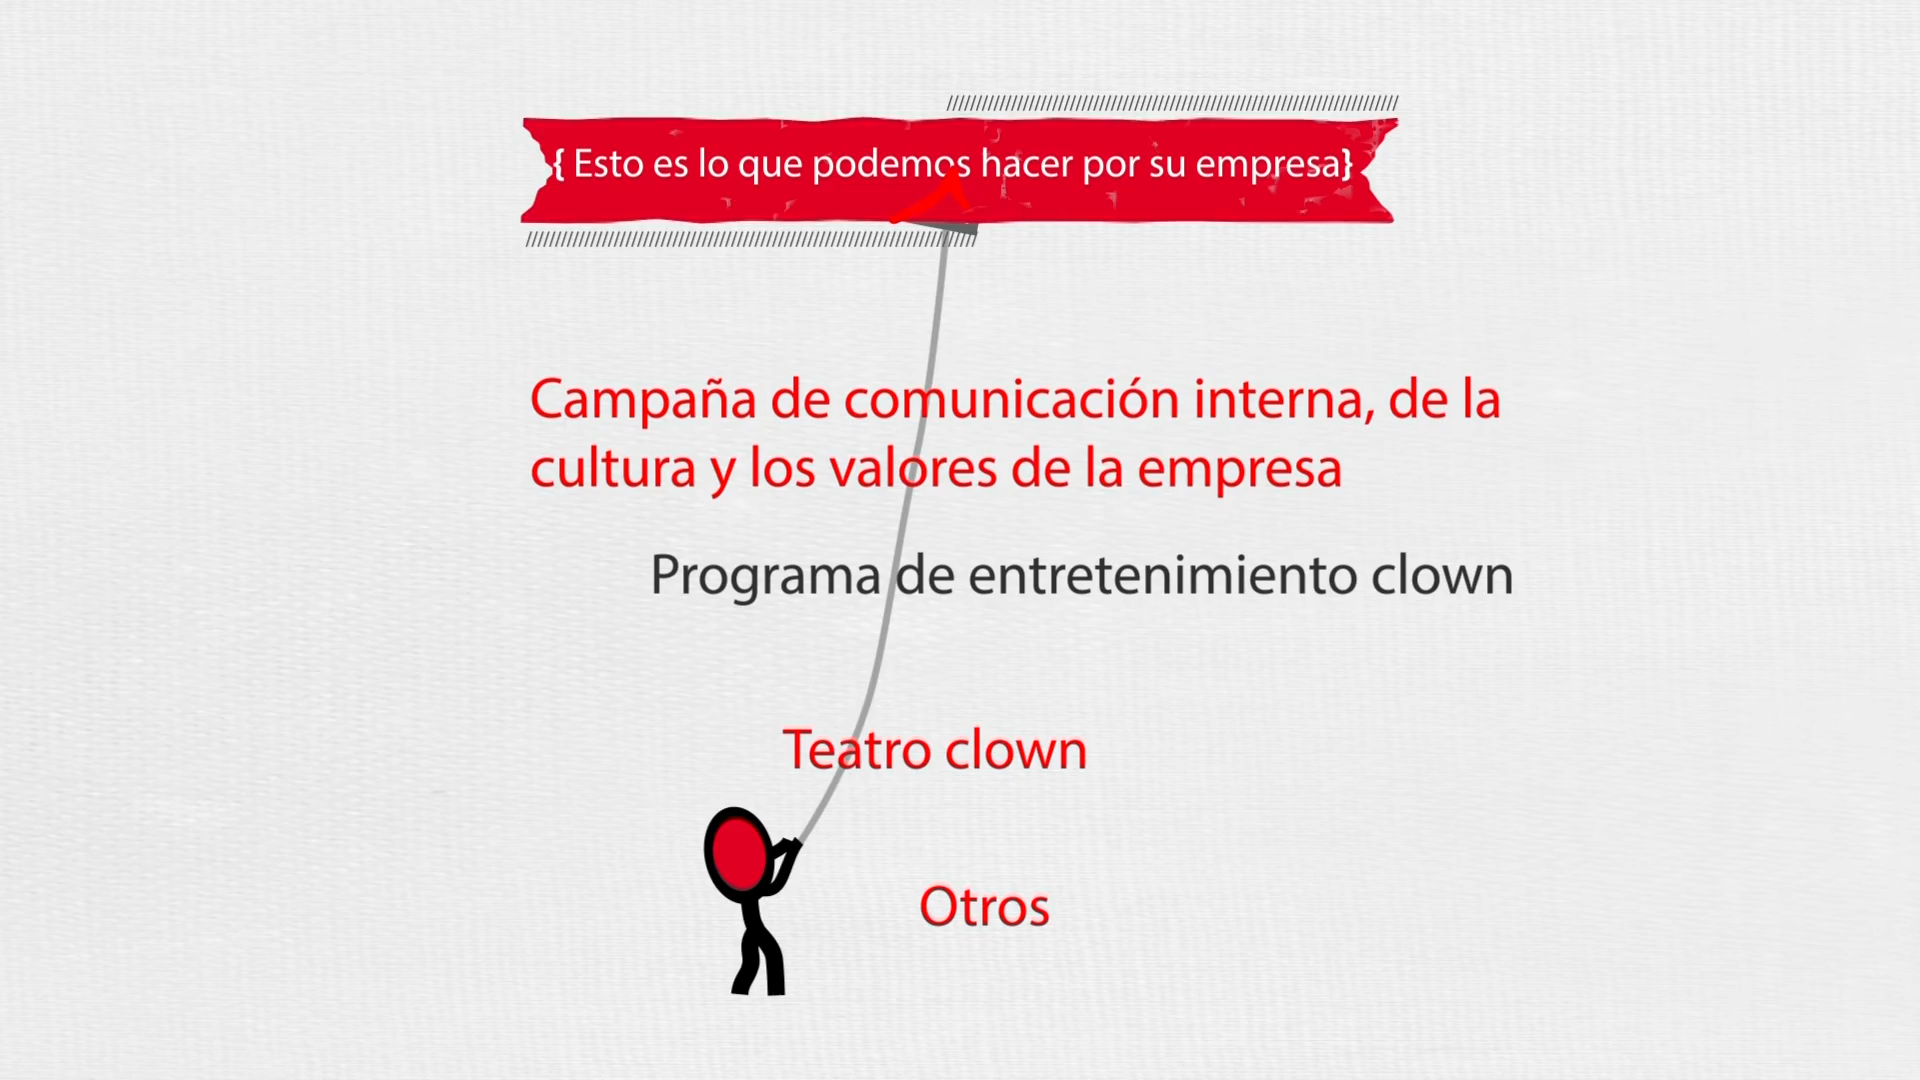 { Esto es lo que podemos hacer por su empresa}
Campaña de comunicación interna, de la
cultura y los valores de la empresa
Programa de entretenimiento clown
Teatro clown
Otros